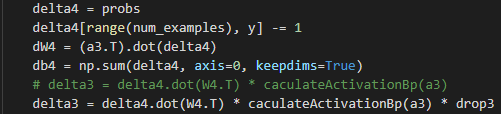 delta4 = probs
delta4[range(num_examples), y] -= 1
dW4 = (a3.T).dot(delta4)
db4 = np.sum(delta4, axis=0, keepdims=True)
# delta3 = delta4.dot(W4.T) * caculateActivationBp(a3)
delta3 = delta4.dot(W4.T) * caculateActivationBp(a3) * drop3